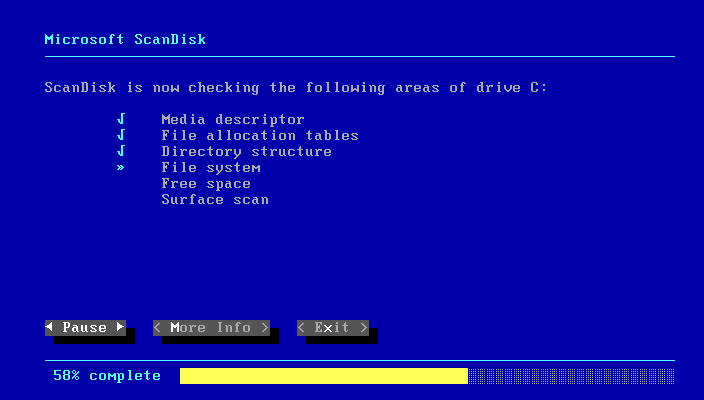 Microsoft ScanDisk
ScanDisk is now checking the following areas of drive C:
√ Media descriptor
√ File allocation tables
√ Directory structure
» File system
Free space
Surface scan
◄ Pause ► < More Info > < Exit >
58% complete